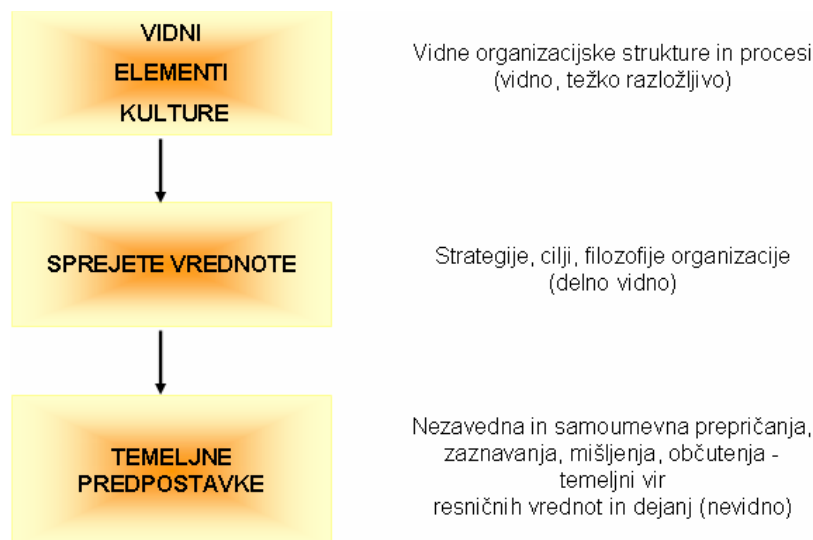 VIDNI
ELEMENTI
KULTURE
Vidne organizacijske strukture in procesi
(vidno, težko razložljivo)
SPREJETE VREDNOTE
Strategije, cilji, filozofije organizacije
(delno vidno)
TEMELJNE
PREDPOSTAVKE
Nezavedna in samoumevna prepričanja,
zaznavanja, mišljenja, občutenja -
temeljni vir
resničnih vrednot in dejanj (nevidno)